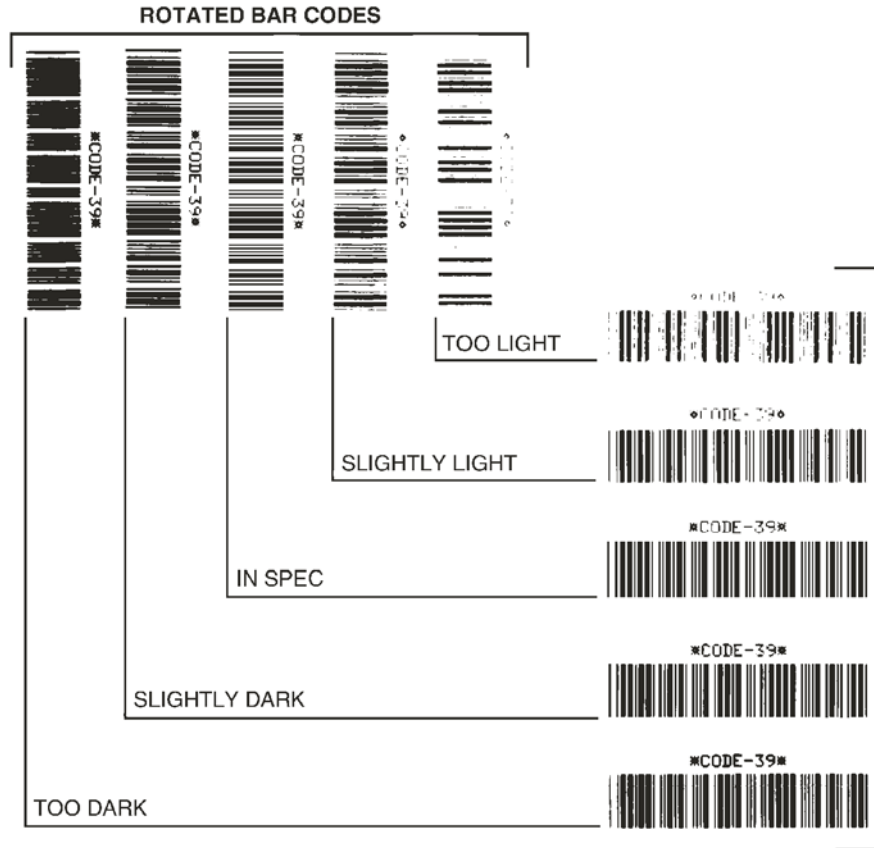 ROTATED BAR CODES
*CODE-39*
*CODE-39*
*CODE-39*
*CODE-39*
TOO LIGHT
SLIGHTLY LIGHT
*CODE-39*
IN SPEC
*CODE-39*
SLIGHTLY DARK
*CODE-39*
TOO DARK